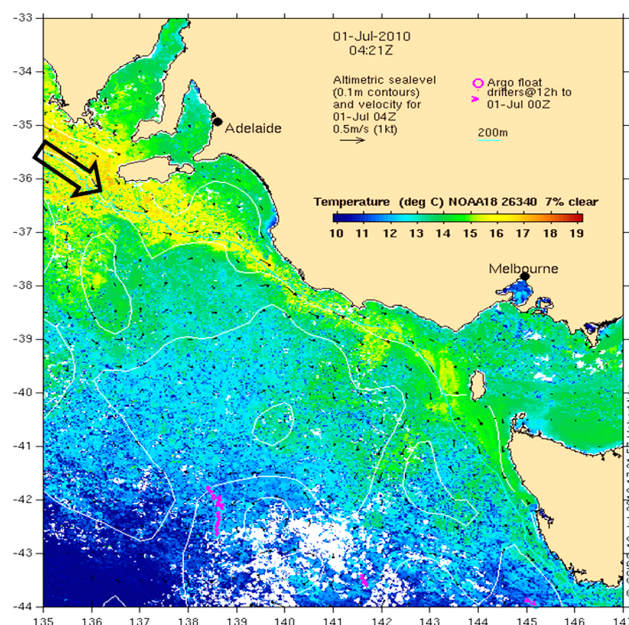 01-Jul-2010
04:21Z
Altimetric sealevel
(0.1m contours)
and velocity for
01-Jul 04Z
0.5m/s (1kt)
Argo float
drifters@12h to
01-Jul 00Z
200m
Adelaide
Temperature (deg C) NOAA18 26340 7% clear
10 11 12 13 14 15 16 17 18 19
Melbourne
-33
-34
-35
-36
-37
-38
-39
-40
-41
-42
-43
-44
135 136 137 138 139 140 141 142 143 144 145 146